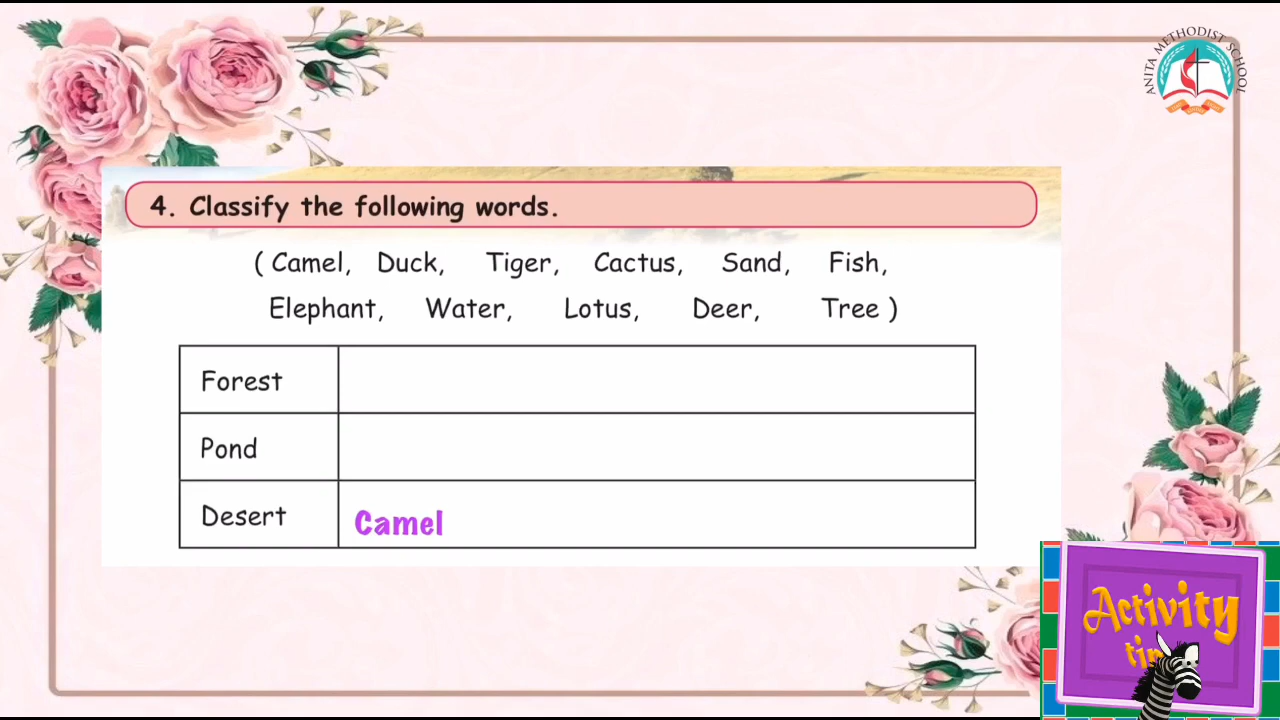 ANITA METHODIST SCHOOL
4. Classify the following words.
( Camel, Duck, Tiger, Cactus, Sand, Fish,
Elephant, Water, Lotus, Deer, Tree )
Forest
Pond
Desert Camel
Activity